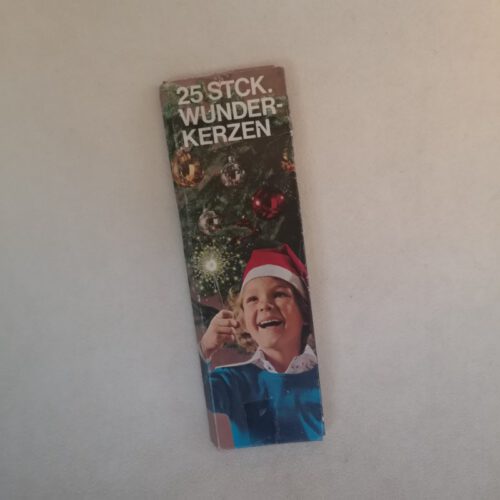 25 STCK.
WUNDER-
KERZEN